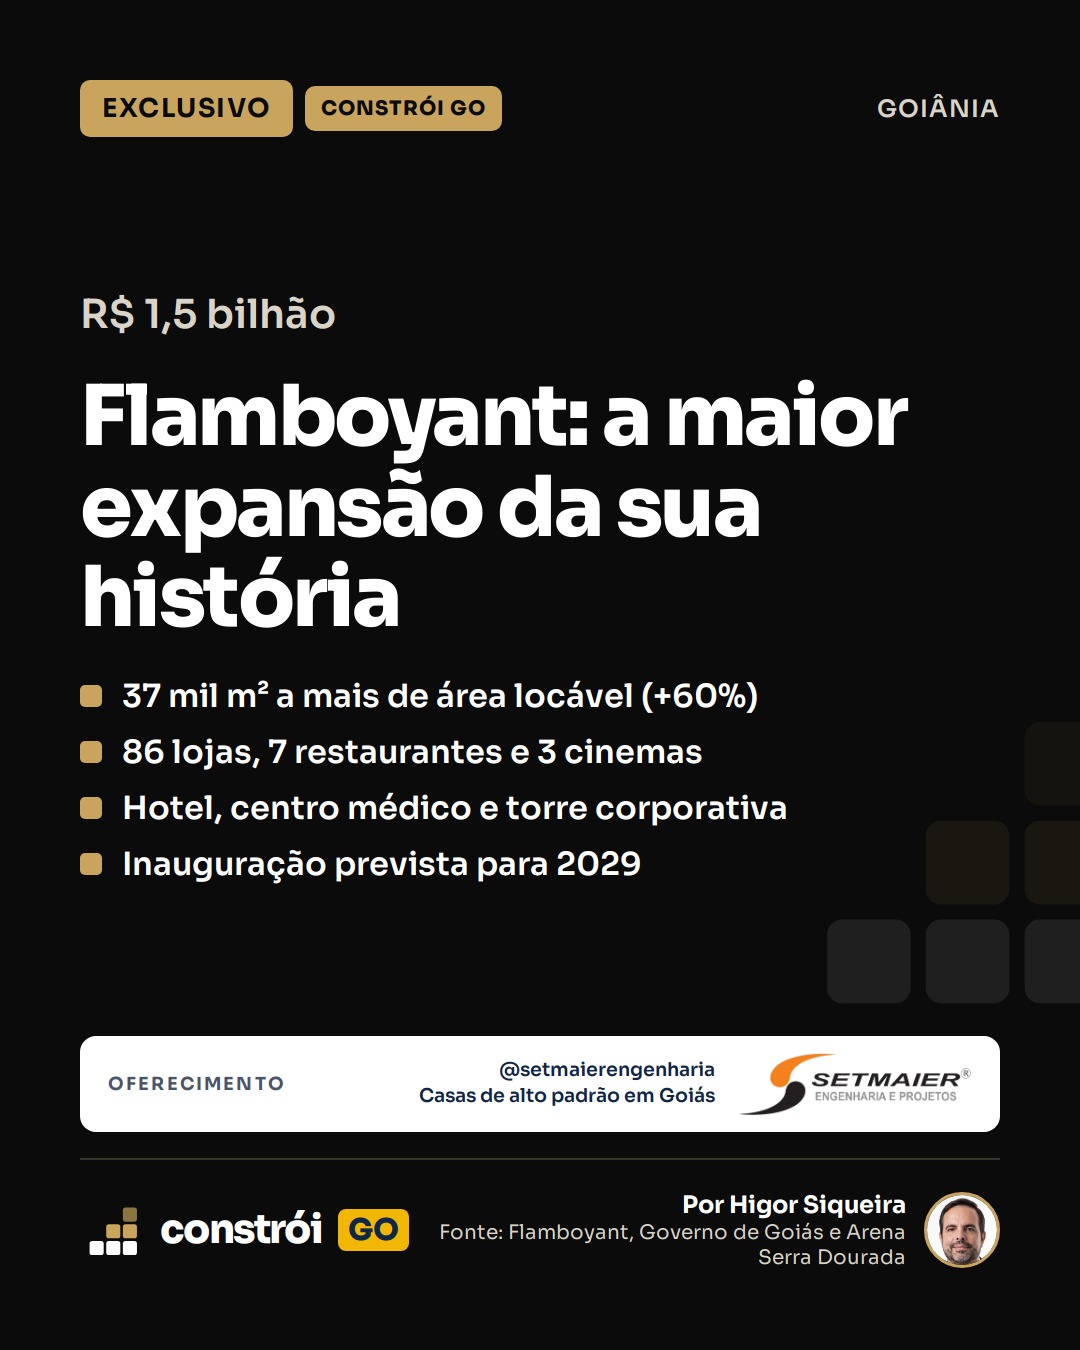 EXCLUSIVO
CONSTRÓI GO
GOIÂNIA
R$ 1,5 bilhão
Flamboyant: a maior
expansão da sua
história
37 mil m² a mais de área locável (+60%)
86 lojas, 7 restaurantes e 3 cinemas
Hotel, centro médico e torre corporativa
Inauguração prevista para 2029
OFERECIMENTO
@setmaierengenharia
Casas de alto padrão em Goiás
SETMAIER®
ENGENHARIA E PROJETOS
constrói GO
Por Higor Siqueira
Fonte: Flamboyant, Governo de Goiás e Arena
Serra Dourada